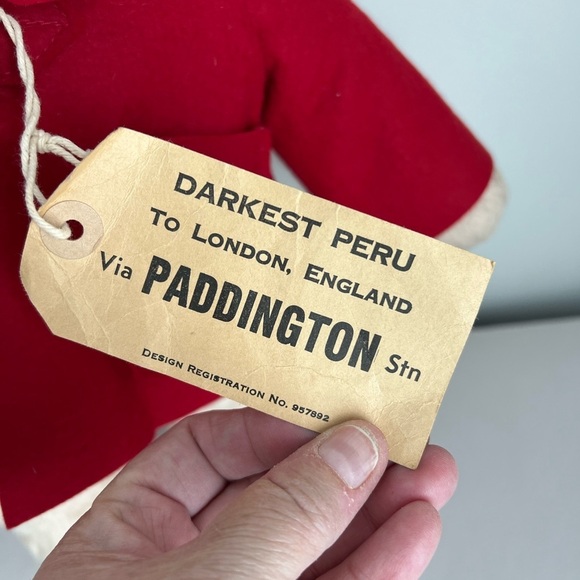 DARKEST PERU
TO LONDON, ENGLAND
Via PADDINGTON Stn
DESIGN REGISTRATION NO. 957892